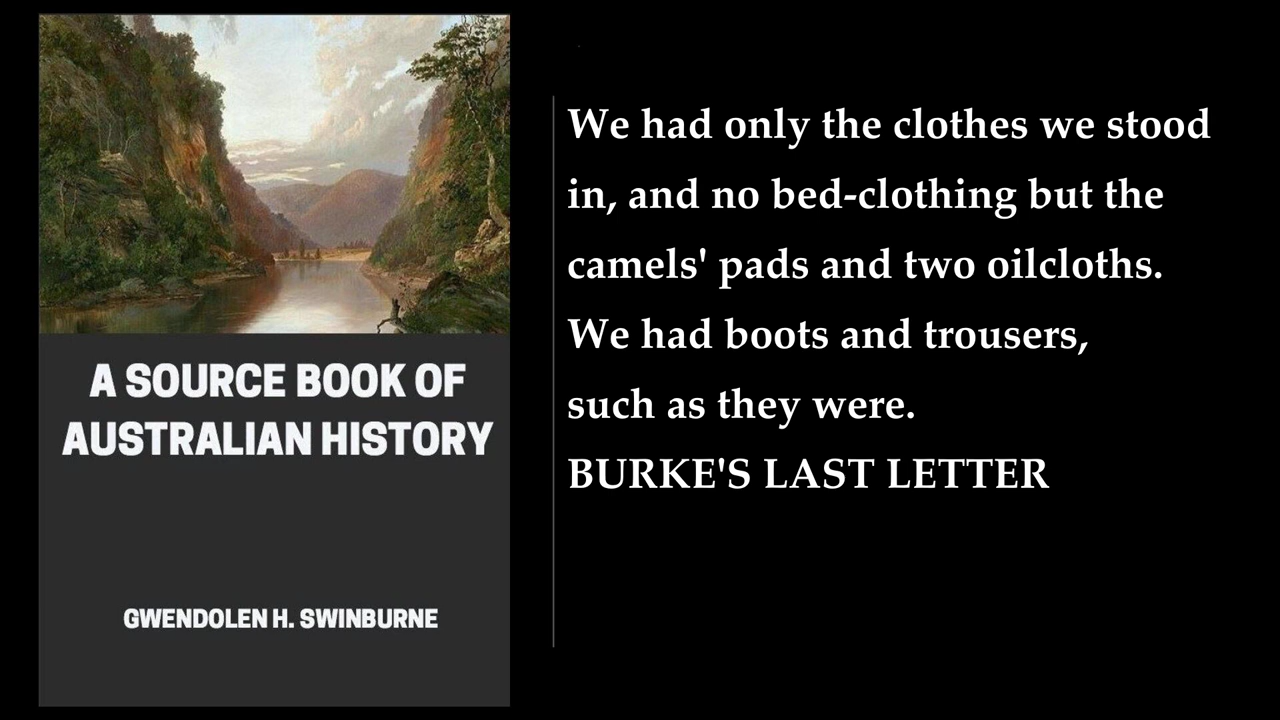 A SOURCE BOOK OF
AUSTRALIAN HISTORY
GWENDOLEN H. SWINBURNE
We had only the clothes we stood
in, and no bed-clothing but the
camels' pads and two oilcloths.
We had boots and trousers,
such as they were.
BURKE'S LAST LETTER